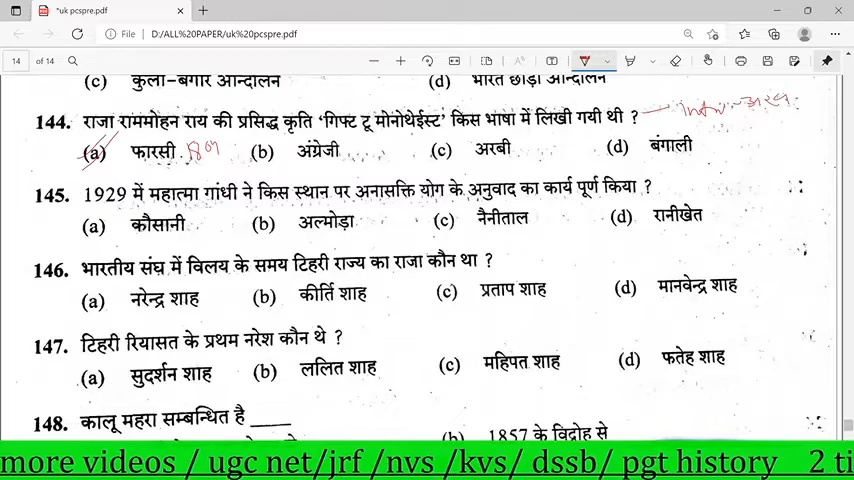 *uk pcspre.pdf
File D:/ALL%20PAPER/uk%20pcspre.pdf
14 of 14
(c) कुली-बेगार आन्दोलन (d) भारत छोड़ो आन्दोलन
144. राजा राममोहन राय की प्रसिद्ध कृति 'गिफ्ट टू मोनोथेईस्ट' किस भाषा में लिखी गयी थी ?
(a) फारसी (b) अंग्रेजी (c) अरबी (d) बंगाली
145. 1929 में महात्मा गांधी ने किस स्थान पर अनासक्ति योग के अनुवाद का कार्य पूर्ण किया ?
(a) कौसानी (b) अल्मोड़ा (c) नैनीताल (d) रानीखेत
146. भारतीय संघ में विलय के समय टिहरी राज्य का राजा कौन था ?
(a) नरेन्द्र शाह (b) कीर्ति शाह (c) प्रताप शाह (d) मानवेन्द्र शाह
147. टिहरी रियासत के प्रथम नरेश कौन थे ?
(a) सुदर्शन शाह (b) ललित शाह (c) महिपत शाह (d) फतेह शाह
148. कालू महरा सम्बन्धित है ____
(b) 1857 के विद्रोह से
more videos / ugc net/jrf /nvs /kvs/ dssb/ pgt history 2 ti